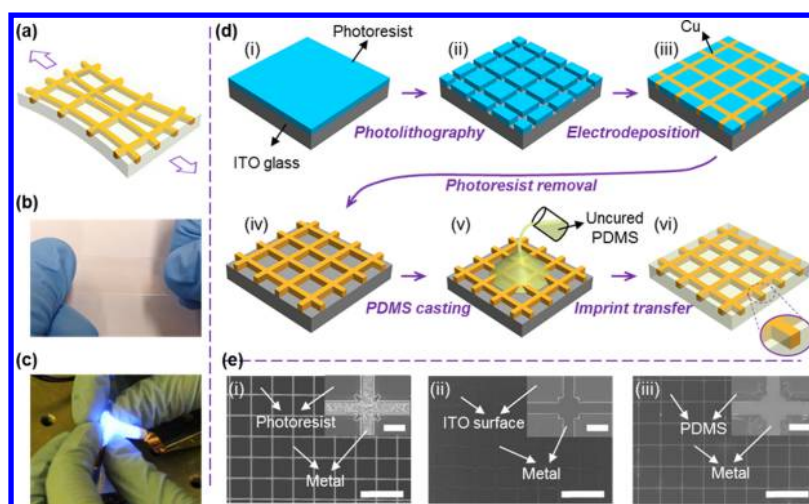 (a)
(b)
(c)
(d)
(i)
Photoresist
ITO glass
Photolithography
(ii)
Electrodeposition
(iii)
Cu
Photoresist removal
(iv)
PDMS casting
(v)
Uncured
PDMS
Imprint transfer
(vi)
(e)
(i)
Photoresist
Metal
(ii)
ITO surface
Metal
(iii)
PDMS
Metal